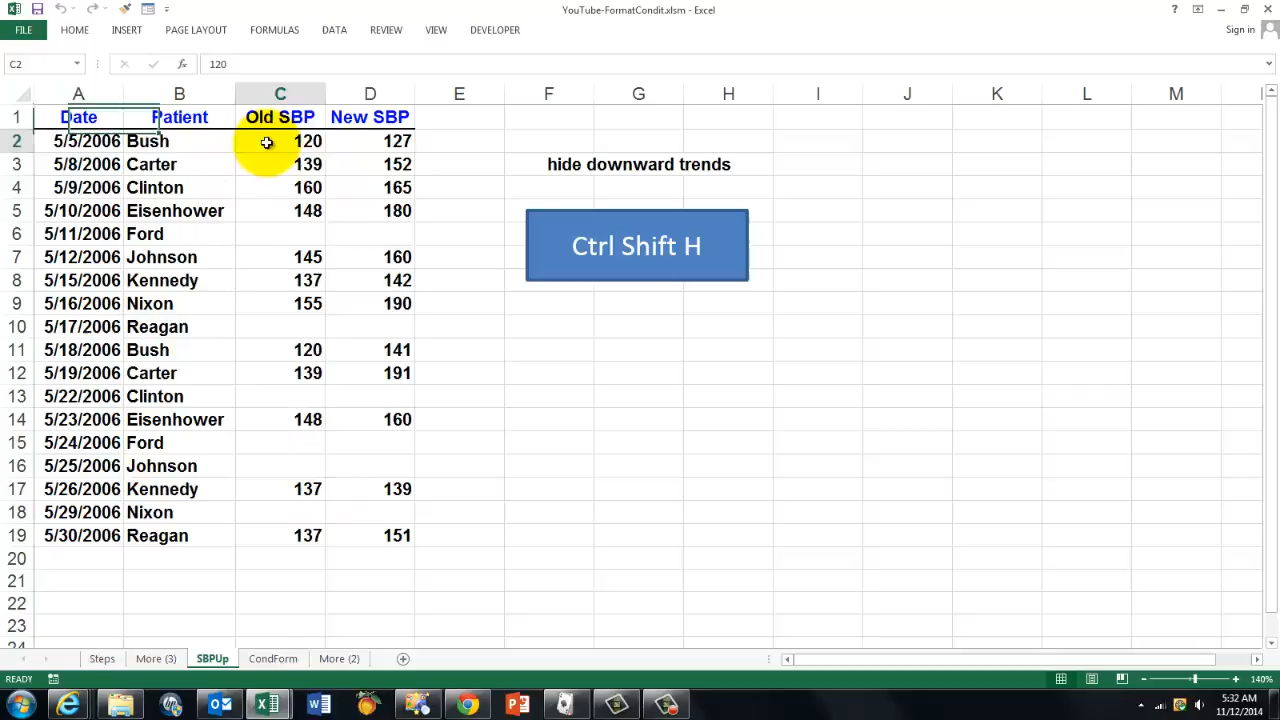 YouTube-FormatCondit.xlsm - Excel
FILE HOME INSERT PAGE LAYOUT FORMULAS DATA REVIEW VIEW DEVELOPER Sign in
C2 fx 120
A B C D E F G H I J K L M
1 Date Patient Old SBP New SBP
2 5/5/2006 Bush 120 127
3 5/8/2006 Carter 139 152 hide downward trends
4 5/9/2006 Clinton 160 165
5 5/10/2006 Eisenhower 148 180
6 5/11/2006 Ford
Ctrl Shift H
7 5/12/2006 Johnson 145 160
8 5/15/2006 Kennedy 137 142
9 5/16/2006 Nixon 155 190
10 5/17/2006 Reagan
11 5/18/2006 Bush 120 141
12 5/19/2006 Carter 139 191
13 5/22/2006 Clinton
14 5/23/2006 Eisenhower 148 160
15 5/24/2006 Ford
16 5/25/2006 Johnson
17 5/26/2006 Kennedy 137 139
18 5/29/2006 Nixon
19 5/30/2006 Reagan 137 151
20
21
22
23
24
Steps More (3) SBPUp CondForm More (2)
READY 140%
5:32 AM
11/12/2014